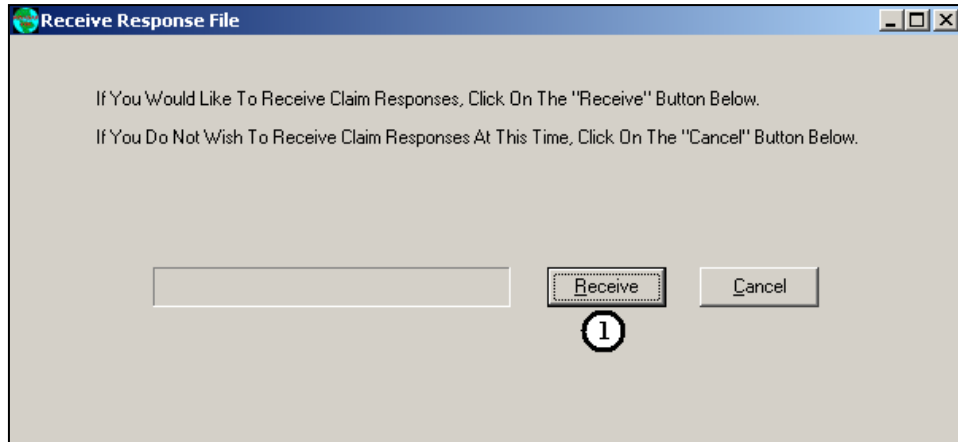 Receive Response File
If You Would Like To Receive Claim Responses, Click On The "Receive" Button Below.
If You Do Not Wish To Receive Claim Responses At This Time, Click On The "Cancel" Button Below.
Receive Cancel
1